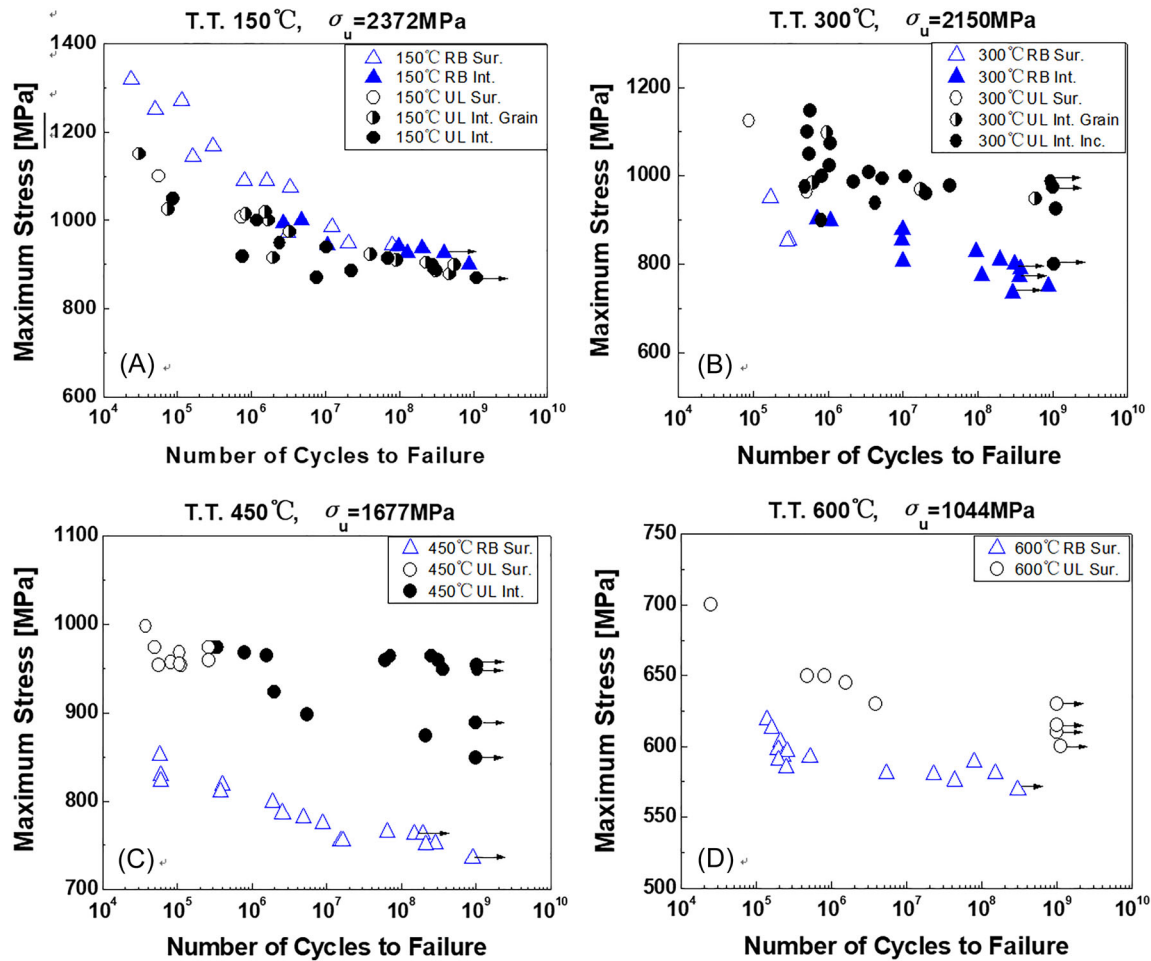 T.T. 150℃, σu=2372MPa
1400
1200
1000
800
600
Maximum Stress [MPa]
150℃ RB Sur.
150℃ RB Int.
150℃ UL Sur.
150℃ UL Int. Grain
150℃ UL Int.
(A)
10^4 10^5 10^6 10^7 10^8 10^9 10^10
Number of Cycles to Failure
T.T. 300℃, σu=2150MPa
1200
1000
800
600
Maximum Stress [MPa]
300℃ RB Sur.
300℃ RB Int.
300℃ UL Sur.
300℃ UL Int. Grain
300℃ UL Int. Inc.
(B)
10^4 10^5 10^6 10^7 10^8 10^9 10^10
Number of Cycles to Failure
T.T. 450℃, σu=1677MPa
1100
1000
900
800
700
Maximum Stress [MPa]
450℃ RB Sur.
450℃ UL Sur.
450℃ UL Int.
(C)
10^4 10^5 10^6 10^7 10^8 10^9 10^10
Number of Cycles to Failure
T.T. 600℃, σu=1044MPa
750
700
650
600
550
500
Maximum Stress [MPa]
600℃ RB Sur.
600℃ UL Sur.
(D)
10^4 10^5 10^6 10^7 10^8 10^9 10^10
Number of Cycles to Failure